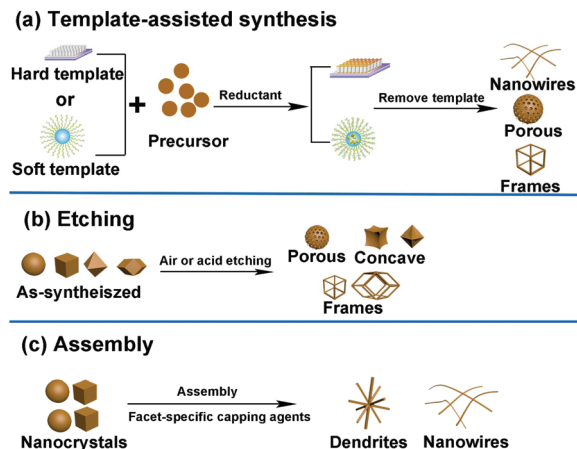 (a) Template-assisted synthesis
Hard template
or
Soft template
+
Precursor
Reductant
Remove template
Nanowires
Porous
Frames
(b) Etching
As-syntheiszed
Air or acid etching
Porous Concave
Frames
(c) Assembly
Nanocrystals
Assembly
Facet-specific capping agents
Dendrites Nanowires